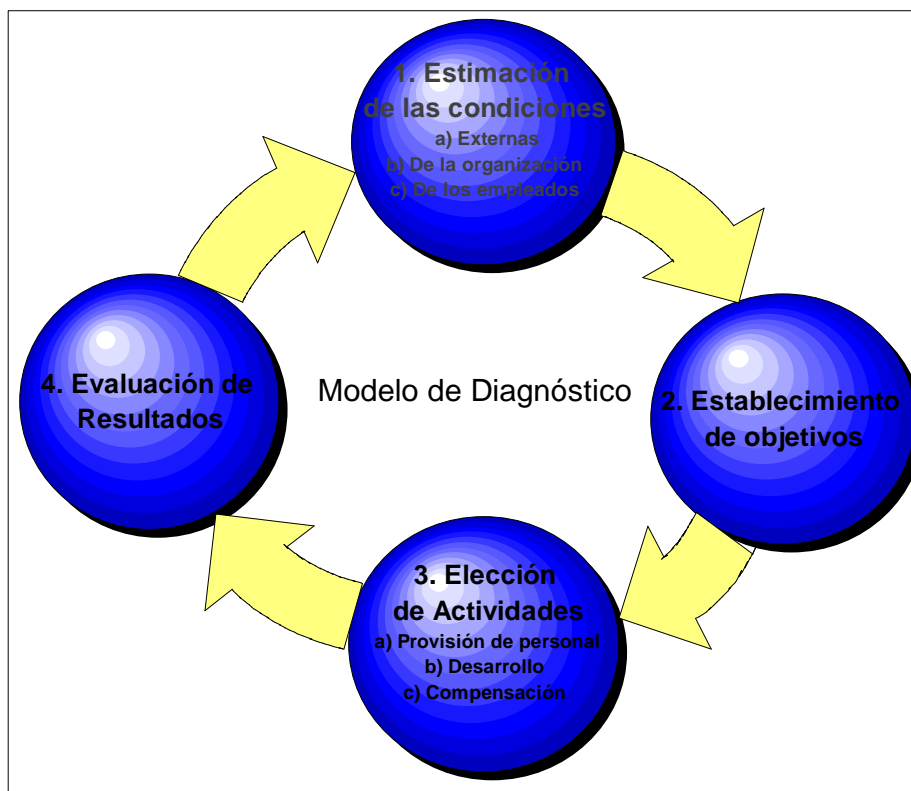 1. Estimación
de las condiciones
a) Externas
b) De la organización
c) De los empleados
2. Establecimiento
de objetivos
3. Elección
de Actividades
a) Provisión de personal
b) Desarrollo
c) Compensación
4. Evaluación de
Resultados
Modelo de Diagnóstico